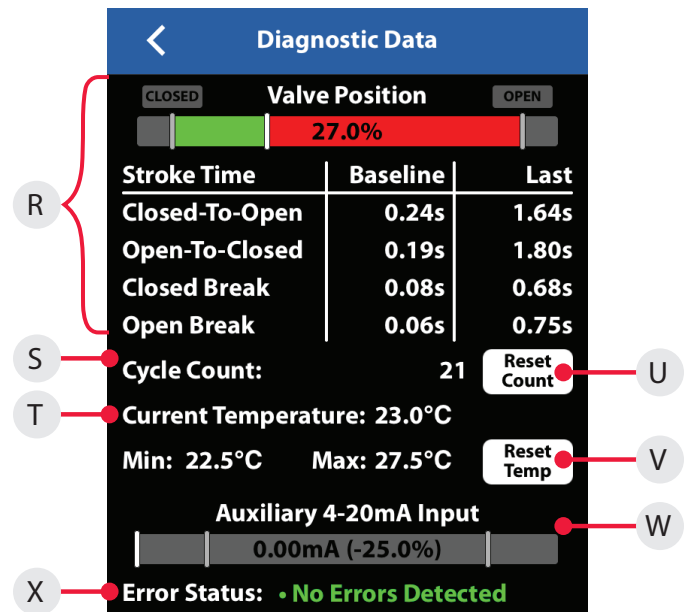 Diagnostic Data
CLOSED Valve Position OPEN
27.0%
Stroke Time Baseline Last
R
Closed-To-Open 0.24s 1.64s
Open-To-Closed 0.19s 1.80s
Closed Break 0.08s 0.68s
Open Break 0.06s 0.75s
S Cycle Count: 21 Reset Count U
T Current Temperature: 23.0°C
Min: 22.5°C Max: 27.5°C Reset Temp V
Auxiliary 4-20mA Input W
0.00mA (-25.0%)
X Error Status: • No Errors Detected